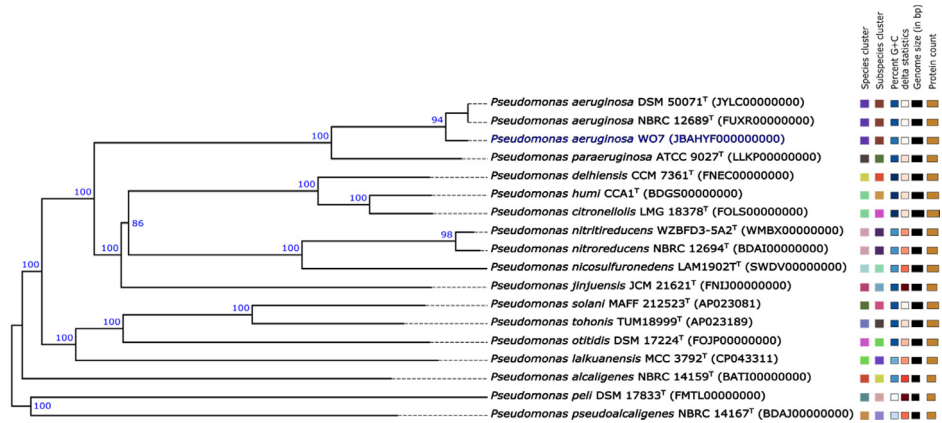 Species cluster
Subspecies cluster
Percent G+C
delta statistics
Genome size (in bp)
Protein count
Pseudomonas aeruginosa DSM 50071ᵀ (JYLC00000000)
94
Pseudomonas aeruginosa NBRC 12689ᵀ (FUXR00000000)
100
Pseudomonas aeruginosa WO7 (JBAHYF000000000)
Pseudomonas paraeruginosa ATCC 9027ᵀ (LLKP00000000)
Pseudomonas delhiensis CCM 7361ᵀ (FNEC00000000)
100
100
Pseudomonas humi CCA1ᵀ (BDGS00000000)
100
Pseudomonas citronellolis LMG 18378ᵀ (FOLS00000000)
86
Pseudomonas nitritireducens WZBFD3-5A2ᵀ (WMBX00000000)
98
100
Pseudomonas nitroreducens NBRC 12694ᵀ (BDAI00000000)
Pseudomonas nicosulfuronedens LAM1902Tᵀ (SWDV00000000)
100
100
Pseudomonas jinjuensis JCM 21621ᵀ (FNIJ00000000)
Pseudomonas solani MAFF 212523ᵀ (AP023081)
100
100
Pseudomonas tohonis TUM18999ᵀ (AP023189)
100
Pseudomonas otitidis DSM 17224ᵀ (FOJP00000000)
Pseudomonas lalkuanensis MCC 3792ᵀ (CP043311)
Pseudomonas alcaligenes NBRC 14159ᵀ (BATI00000000)
Pseudomonas peli DSM 17833ᵀ (FMTL00000000)
100
Pseudomonas pseudoalcaligenes NBRC 14167ᵀ (BDAJ00000000)